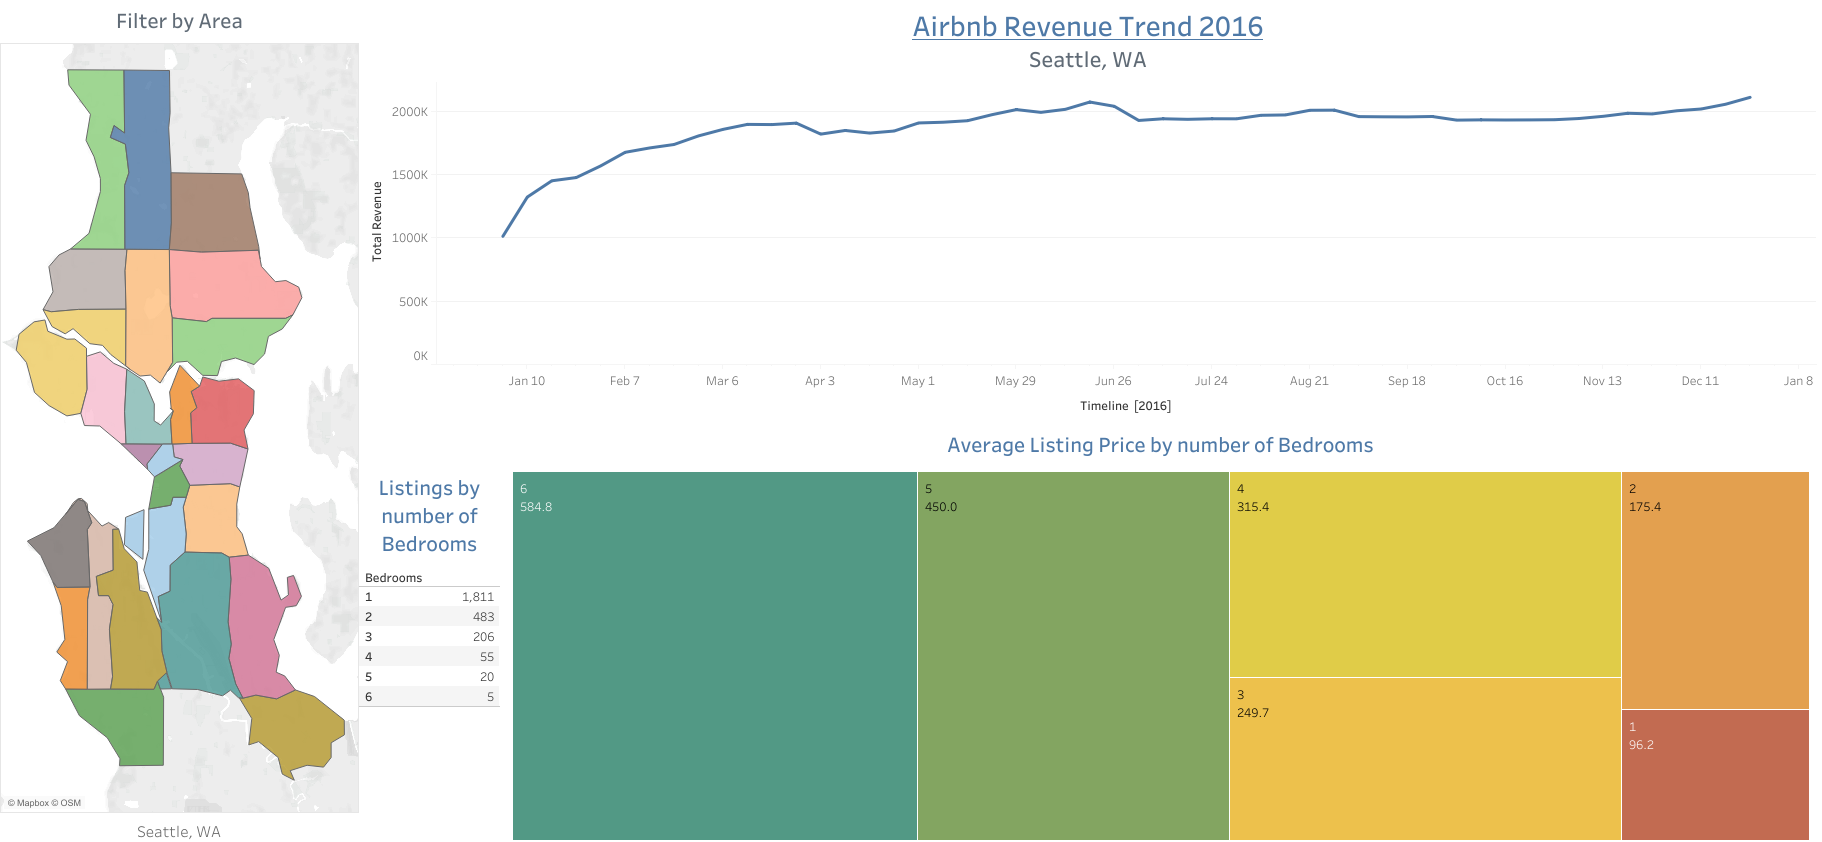 Filter by Area
© Mapbox © OSM
Seattle, WA
Airbnb Revenue Trend 2016
Seattle, WA
Total Revenue
2000K
1500K
1000K
500K
0K
Jan 10 Feb 7 Mar 6 Apr 3 May 1 May 29 Jun 26 Jul 24 Aug 21 Sep 18 Oct 16 Nov 13 Dec 11 Jan 8
Timeline [2016]
Listings by
number of
Bedrooms
Bedrooms
1 1,811
2 483
3 206
4 55
5 20
6 5
Average Listing Price by number of Bedrooms
6
584.8
5
450.0
4
315.4
3
249.7
2
175.4
1
96.2